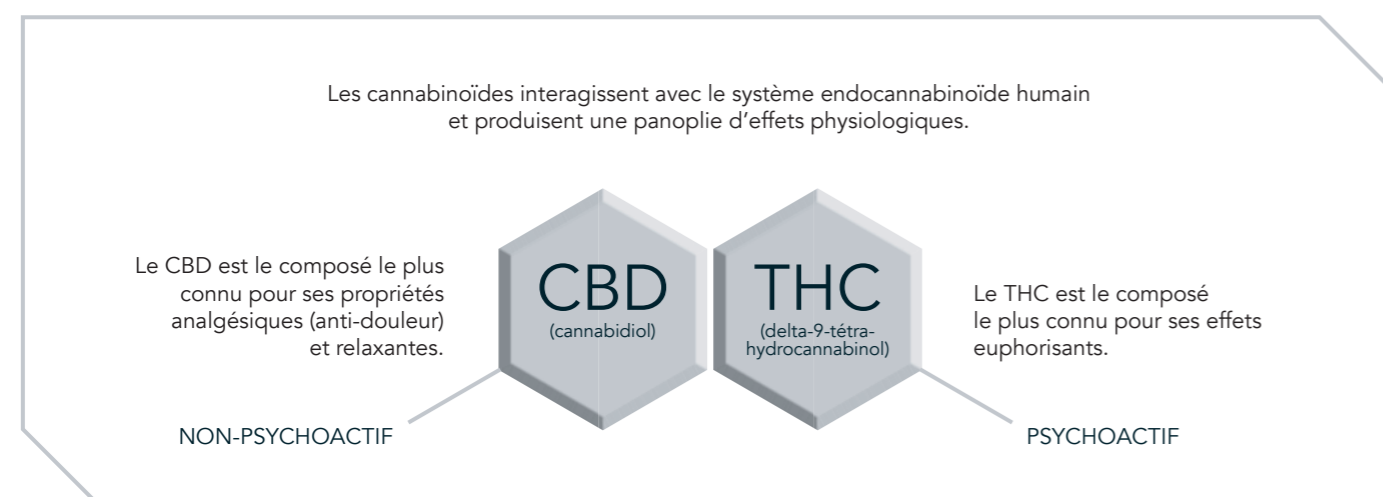 Les cannabinoïdes interagissent avec le système endocannabinoïde humain
et produisent une panoplie d’effets physiologiques.
Le CBD est le composé le plus
connu pour ses propriétés
analgésiques (anti-douleur)
et relaxantes.
NON-PSYCHOACTIF
CBD
(cannabidiol)
THC
(delta-9-tétra-
hydrocannabinol)
Le THC est le composé
le plus connu pour ses effets
euphorisants.
PSYCHOACTIF